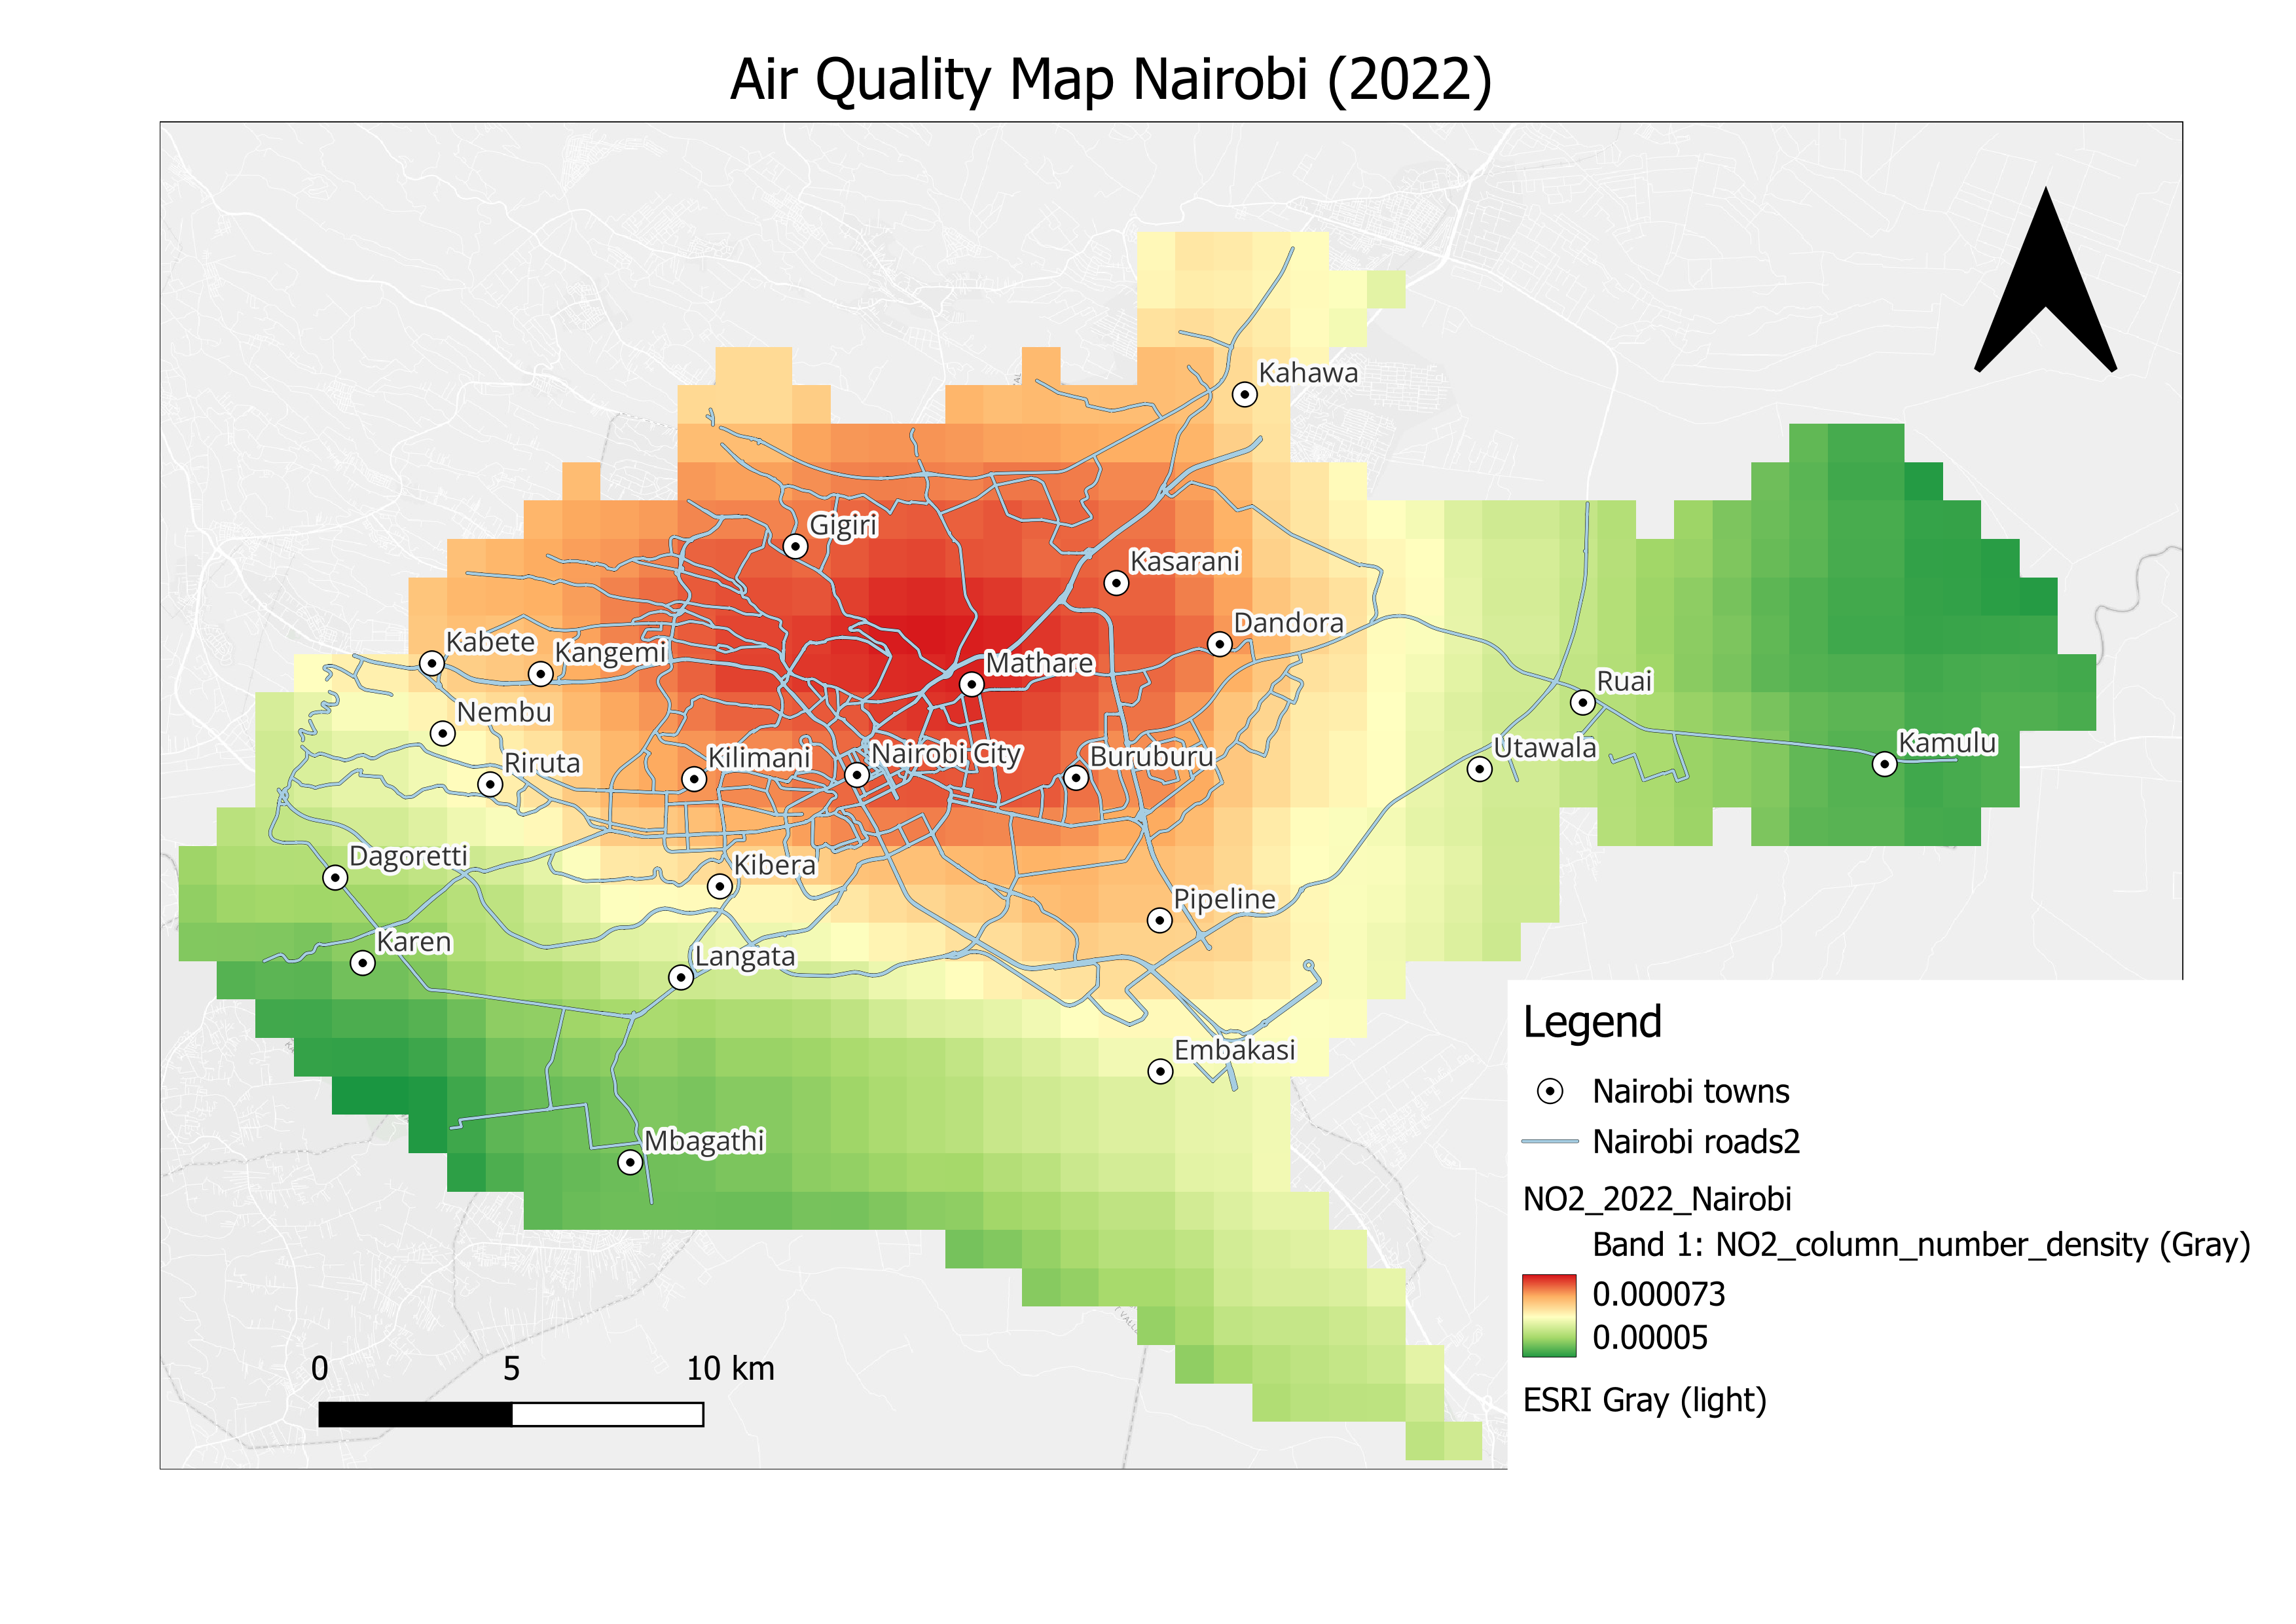 Air Quality Map Nairobi (2022)
Kahawa
Gigiri
Kasarani
Dandora
Kabete
Kangemi
Mathare
Ruai
Nembu
Kamulu
Utawala
Riruta
Kilimani
Nairobi City
Buruburu
Dagoretti
Kibera
Pipeline
Karen
Langata
Embakasi
Mbagathi
Legend
Nairobi towns
Nairobi roads2
NO2_2022_Nairobi
Band 1: NO2_column_number_density (Gray)
0.000073
0.00005
ESRI Gray (light)
0 5 10 km